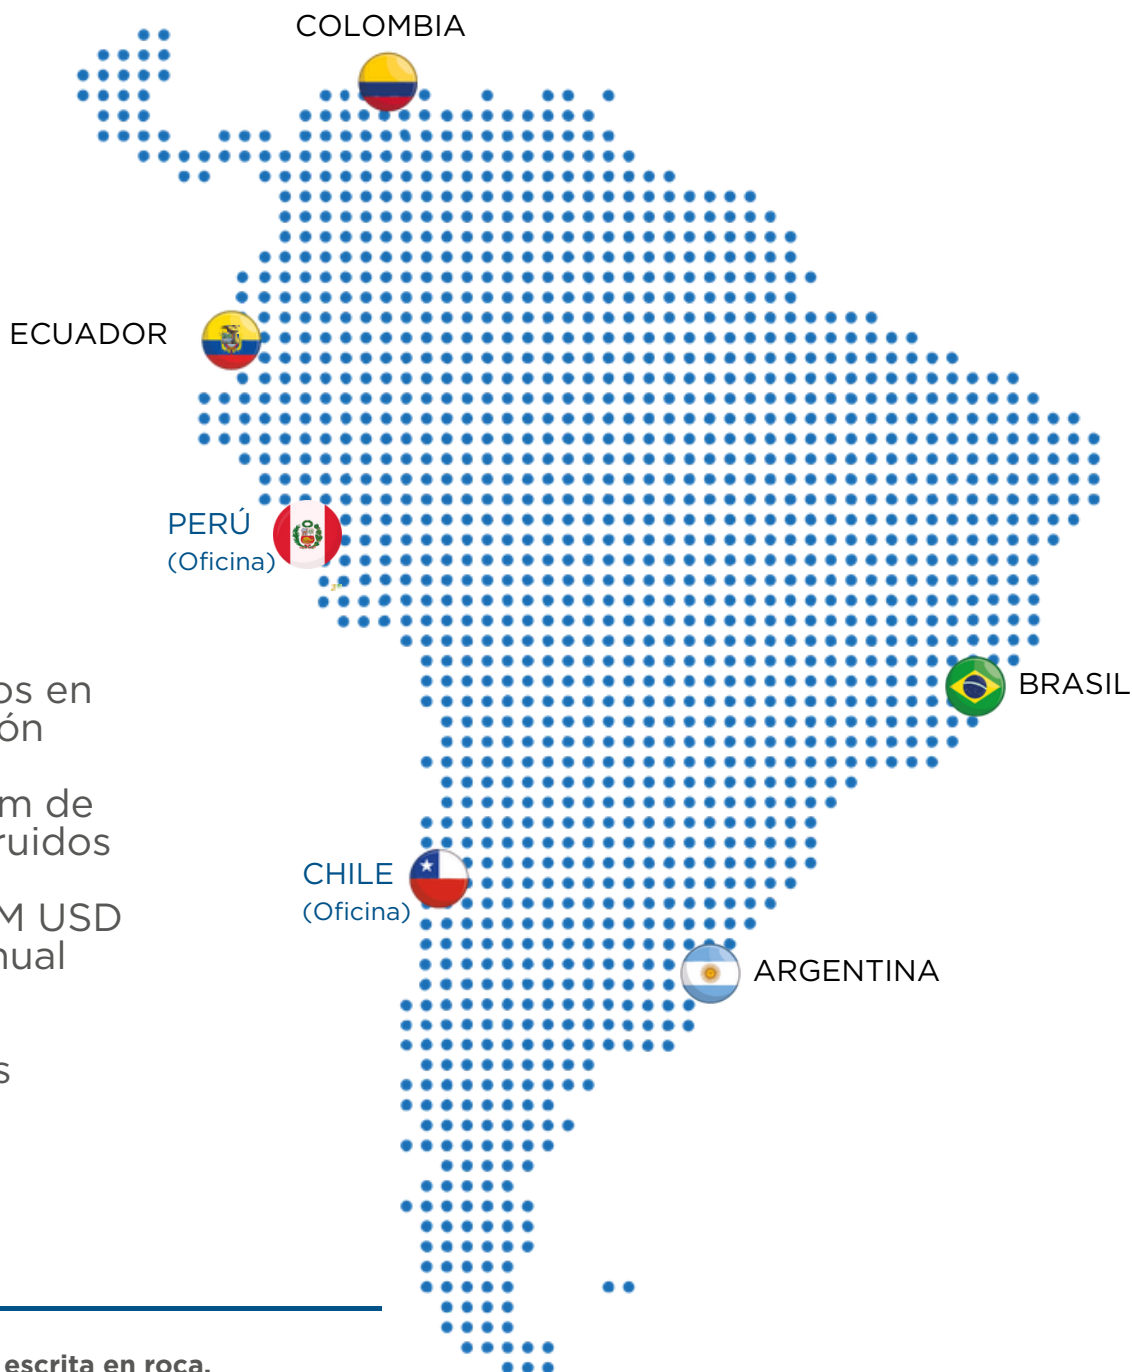 COLOMBIA
ECUADOR
PERÚ
(Oficina)
os en
ón
BRASIL
m de
ruidos
CHILE
(Oficina)
M USD
nual
ARGENTINA
s
escrita en roca.